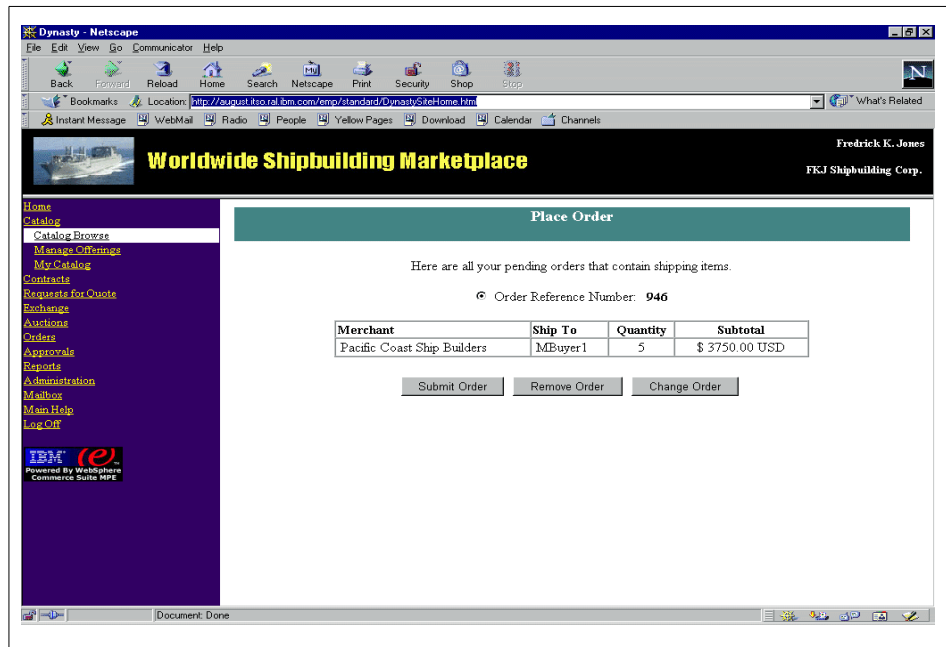 Dynasty - Netscape
File Edit View Go Communicator Help
Back Forward Reload Home Search Netscape Print Security Shop Stop
My
N
Bookmarks Location: http://august.itso.ral.ibm.com/emp/standard/DynastySiteHome.html What's Related
Instant Message WebMail Radio People Yellow Pages Download Calendar Channels
Worldwide Shipbuilding Marketplace
Fredrick K. Jones
FKJ Shipbuilding Corp.
Home
Catalog
Catalog Browse
Manage Offerings
My Catalog
Contracts
Requests for Quote
Exchange
Auctions
Orders
Approvals
Reports
Administration
Mailbox
Main Help
Log Off
IBM e
Powered By WebSphere
Commerce Suite MPE
Place Order
Here are all your pending orders that contain shipping items.
Order Reference Number: 946
Merchant Ship To Quantity Subtotal
Pacific Coast Ship Builders MBuyer1 5 $ 3750.00 USD
Submit Order Remove Order Change Order
Document: Done